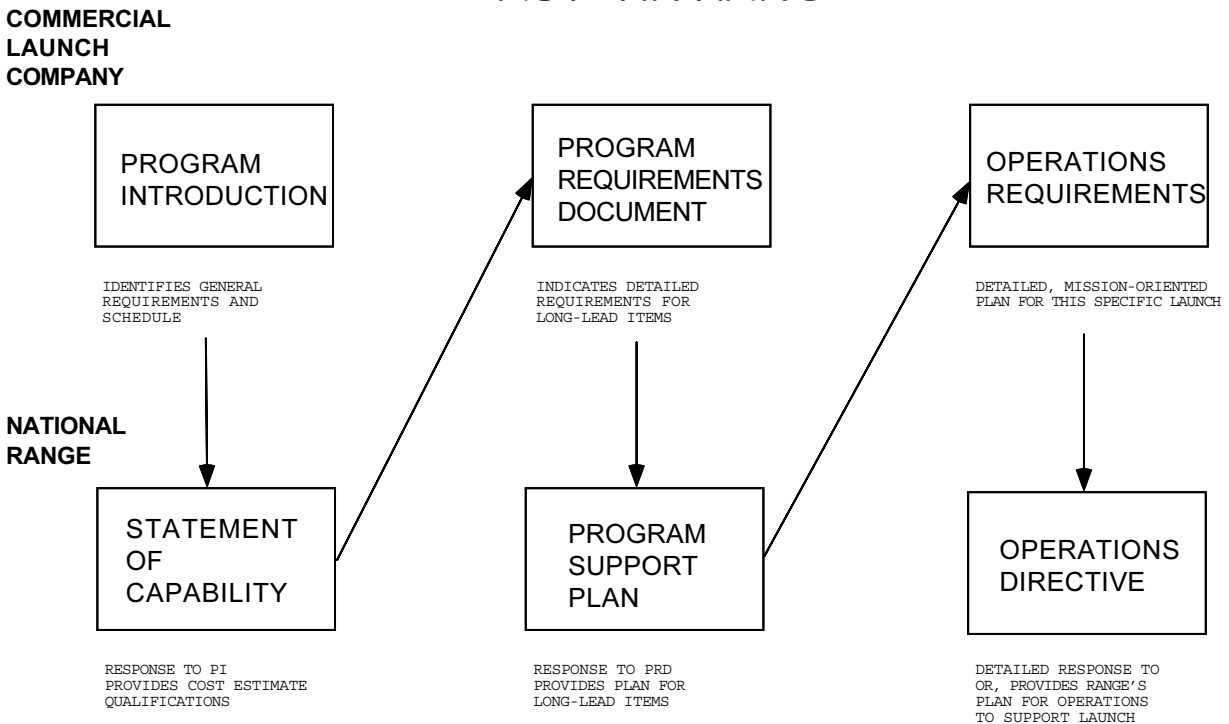 COMMERCIAL
LAUNCH
COMPANY
PROGRAM
INTRODUCTION
IDENTIFIES GENERAL
REQUIREMENTS AND
SCHEDULE
PROGRAM
REQUIREMENTS
DOCUMENT
INDICATES DETAILED
REQUIREMENTS FOR
LONG-LEAD ITEMS
OPERATIONS
REQUIREMENTS
DETAILED, MISSION-ORIENTED
PLAN FOR THIS SPECIFIC LAUNCH
NATIONAL
RANGE
STATEMENT
OF
CAPABILITY
RESPONSE TO PI
PROVIDES COST ESTIMATE
QUALIFICATIONS
PROGRAM
SUPPORT
PLAN
RESPONSE TO PRD
PROVIDES PLAN FOR
LONG-LEAD ITEMS
OPERATIONS
DIRECTIVE
DETAILED RESPONSE TO
OR, PROVIDES RANGE'S
PLAN FOR OPERATIONS
TO SUPPORT LAUNCH